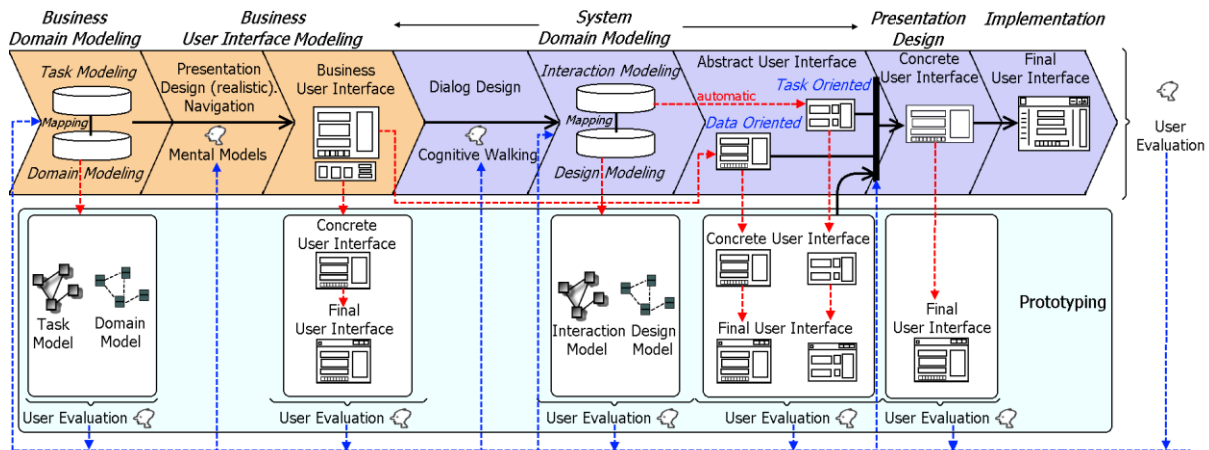 Business
Domain Modeling
Business
User Interface Modeling
System
Domain Modeling
Presentation
Design
Implementation
Task Modeling
Mapping
Domain Modeling
Presentation
Design (realistic).
Navigation
Mental Models
Business
User Interface
Dialog Design
Cognitive Walking
Interaction Modeling
Mapping
Design Modeling
Abstract User Interface
automatic
Task Oriented
Data Oriented
Concrete
User Interface
Final
User Interface
User
Evaluation
Task
Model
Domain
Model
Concrete
User Interface
Final
User Interface
Interaction
Model
Design
Model
Concrete User Interface
Final User Interface
Final
User Interface
Prototyping
User Evaluation
User Evaluation
User Evaluation
User Evaluation
User Evaluation